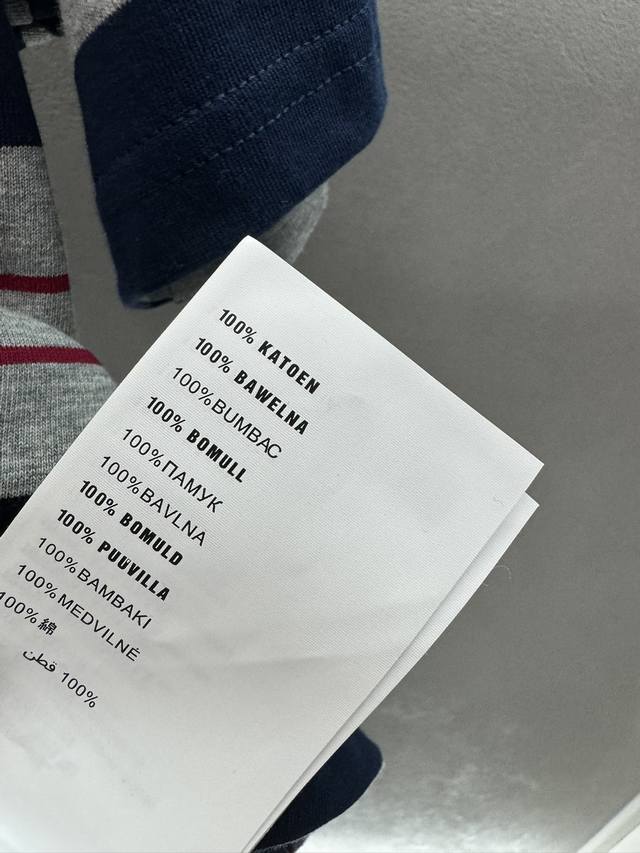 100% KATOEN
100% BAWELNA
100%BUMBAC
100% BOMULL
100%ПАМУК
100%BAVLNA
100% BOMULD
100% PUUVILLA
100%BAMBAKI
100%MEDVILNÉ
100%綿
100% قطن